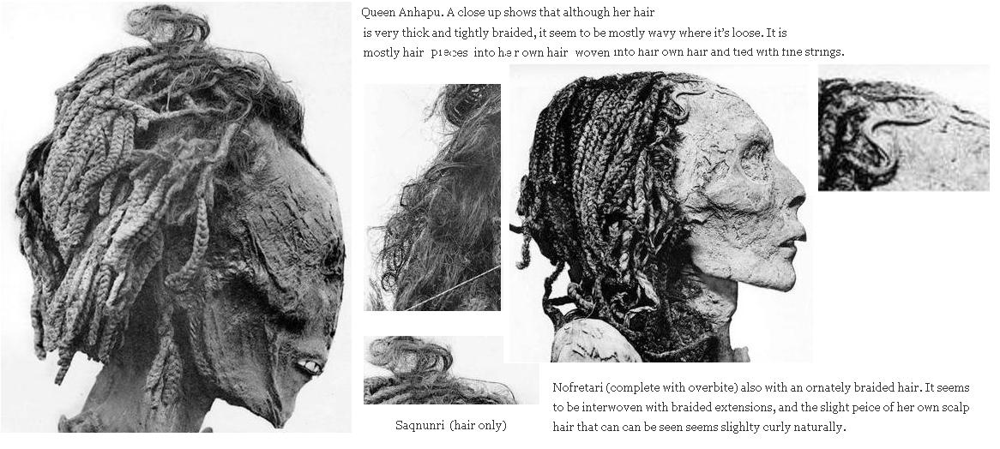 Queen Anhapu. A close up shows that although her hair
is very thick and tightly braided, it seem to be mostly wavy where it's loose. It is
mostly hair pieces into her own hair woven into hair own hair and tied with fine strings.
Nofretari (complete with overbite) also with an ornately braided hair. It seems
to be interwoven with braided extensions, and the slight peice of her own scalp
hair that can can be seen seems slighlty curly naturally.
Saqnunri (hair only)